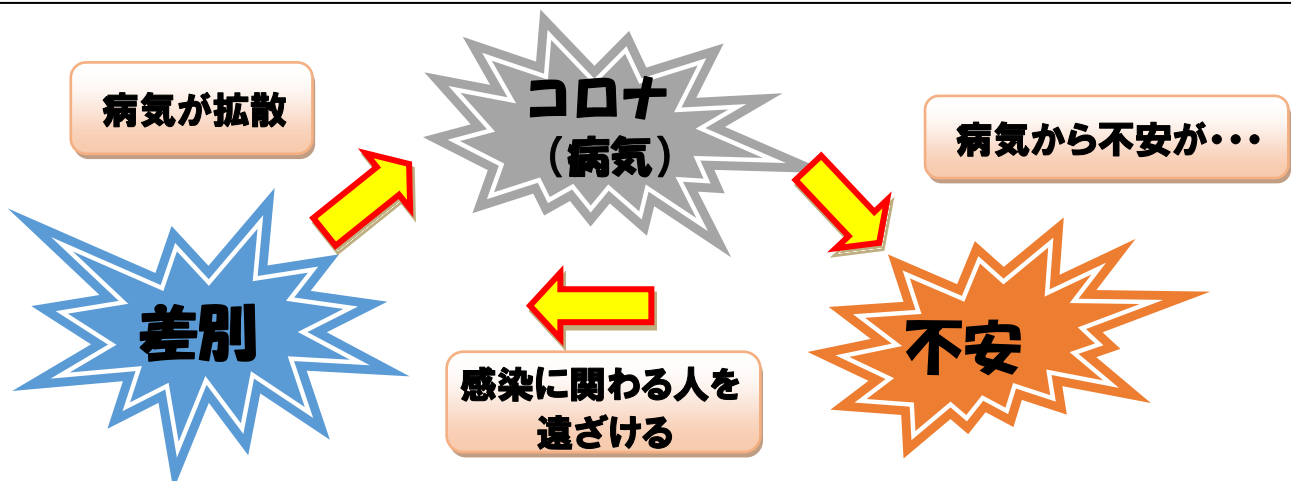 コロナ
（病気）
病気が拡散
病気から不安が・・・
差別
不安
感染に関わる人を
遠ざける